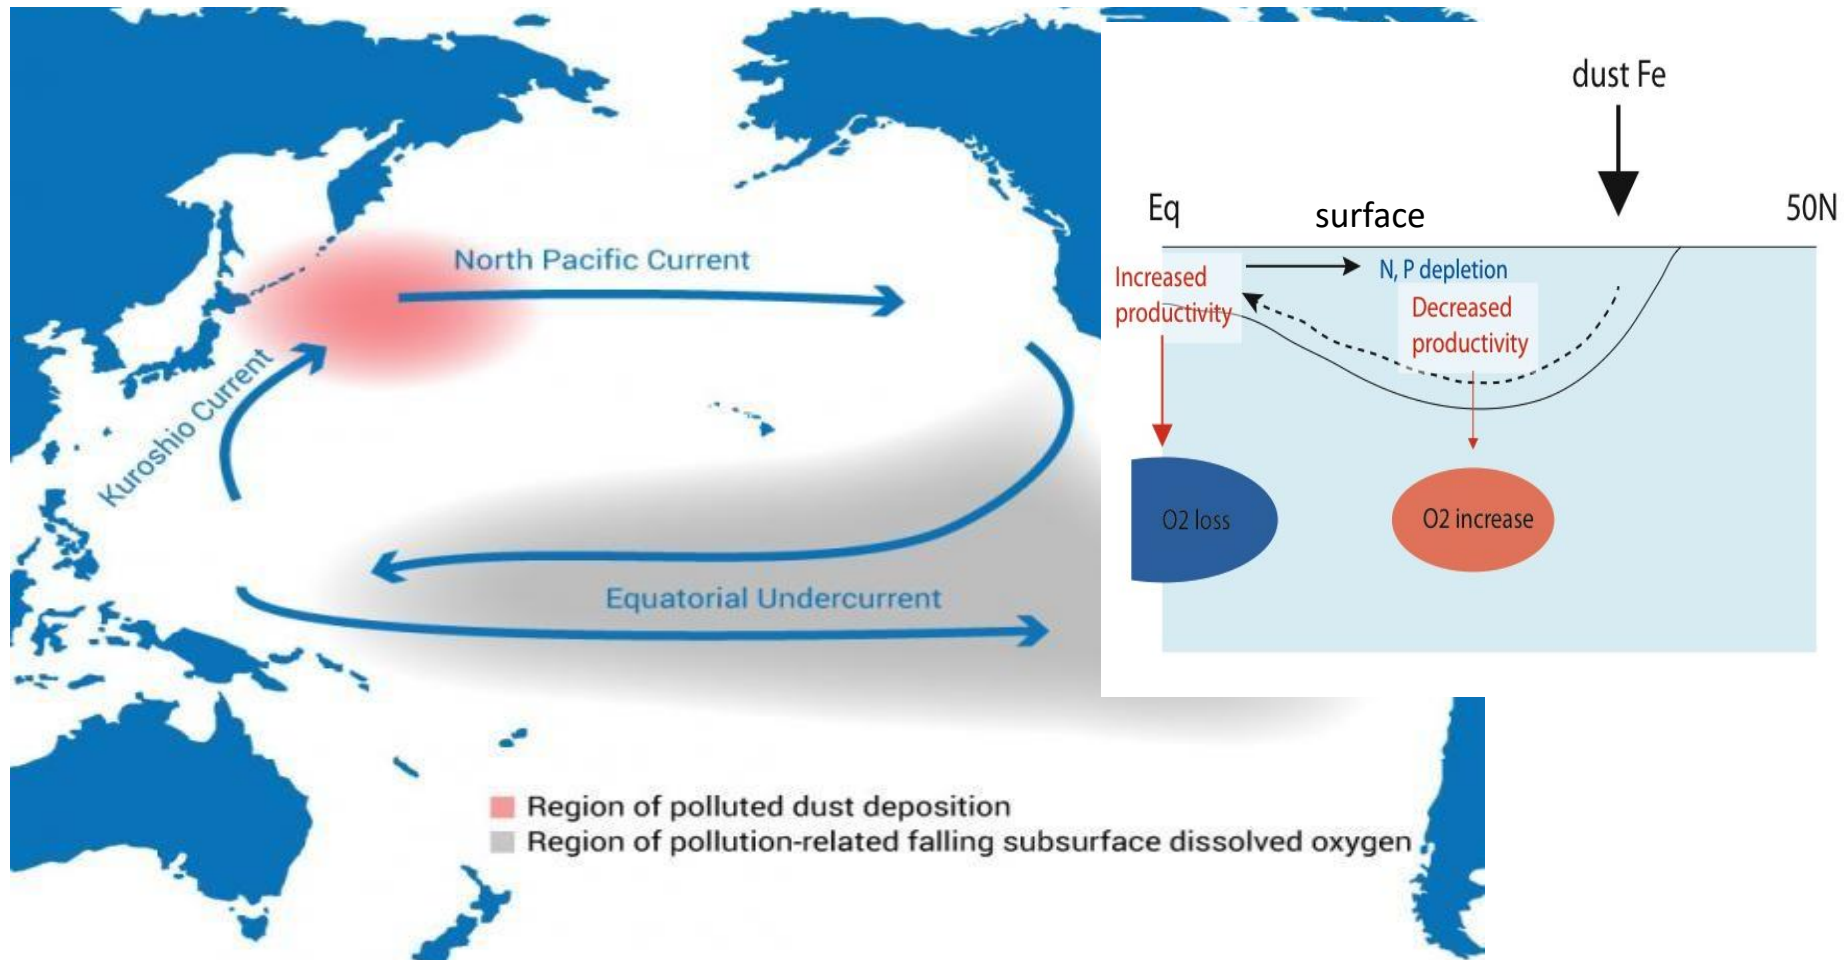 North Pacific Current
Kuroshio Current
Equatorial Undercurrent
Region of polluted dust deposition
Region of pollution-related falling subsurface dissolved oxygen
dust Fe
Eq
surface
50N
Increased
productivity
N, P depletion
Decreased
productivity
O2 loss
O2 increase